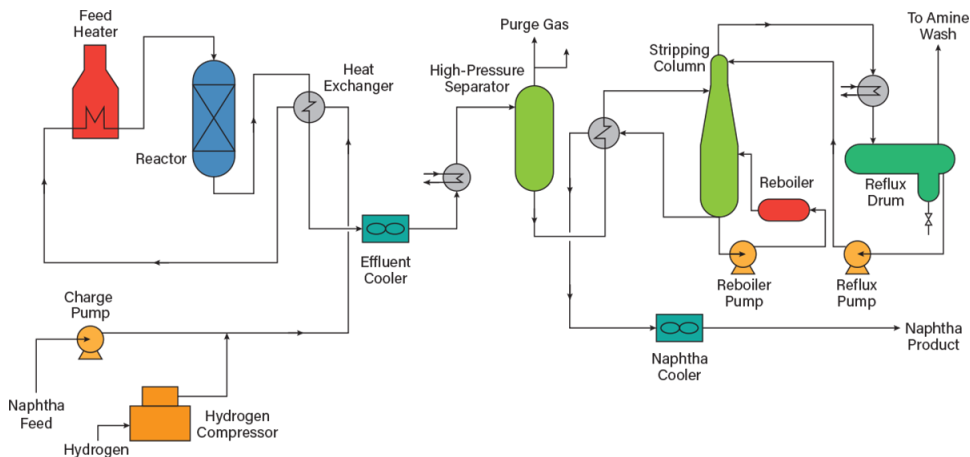 Feed
Heater
Reactor
Heat
Exchanger
Purge Gas
High-Pressure
Separator
Stripping
Column
To Amine
Wash
Reboiler
Reflux
Drum
Effluent
Cooler
Reboiler
Pump
Reflux
Pump
Charge
Pump
Naphtha
Cooler
Naphtha
Product
Naphtha
Feed
Hydrogen
Compressor
Hydrogen